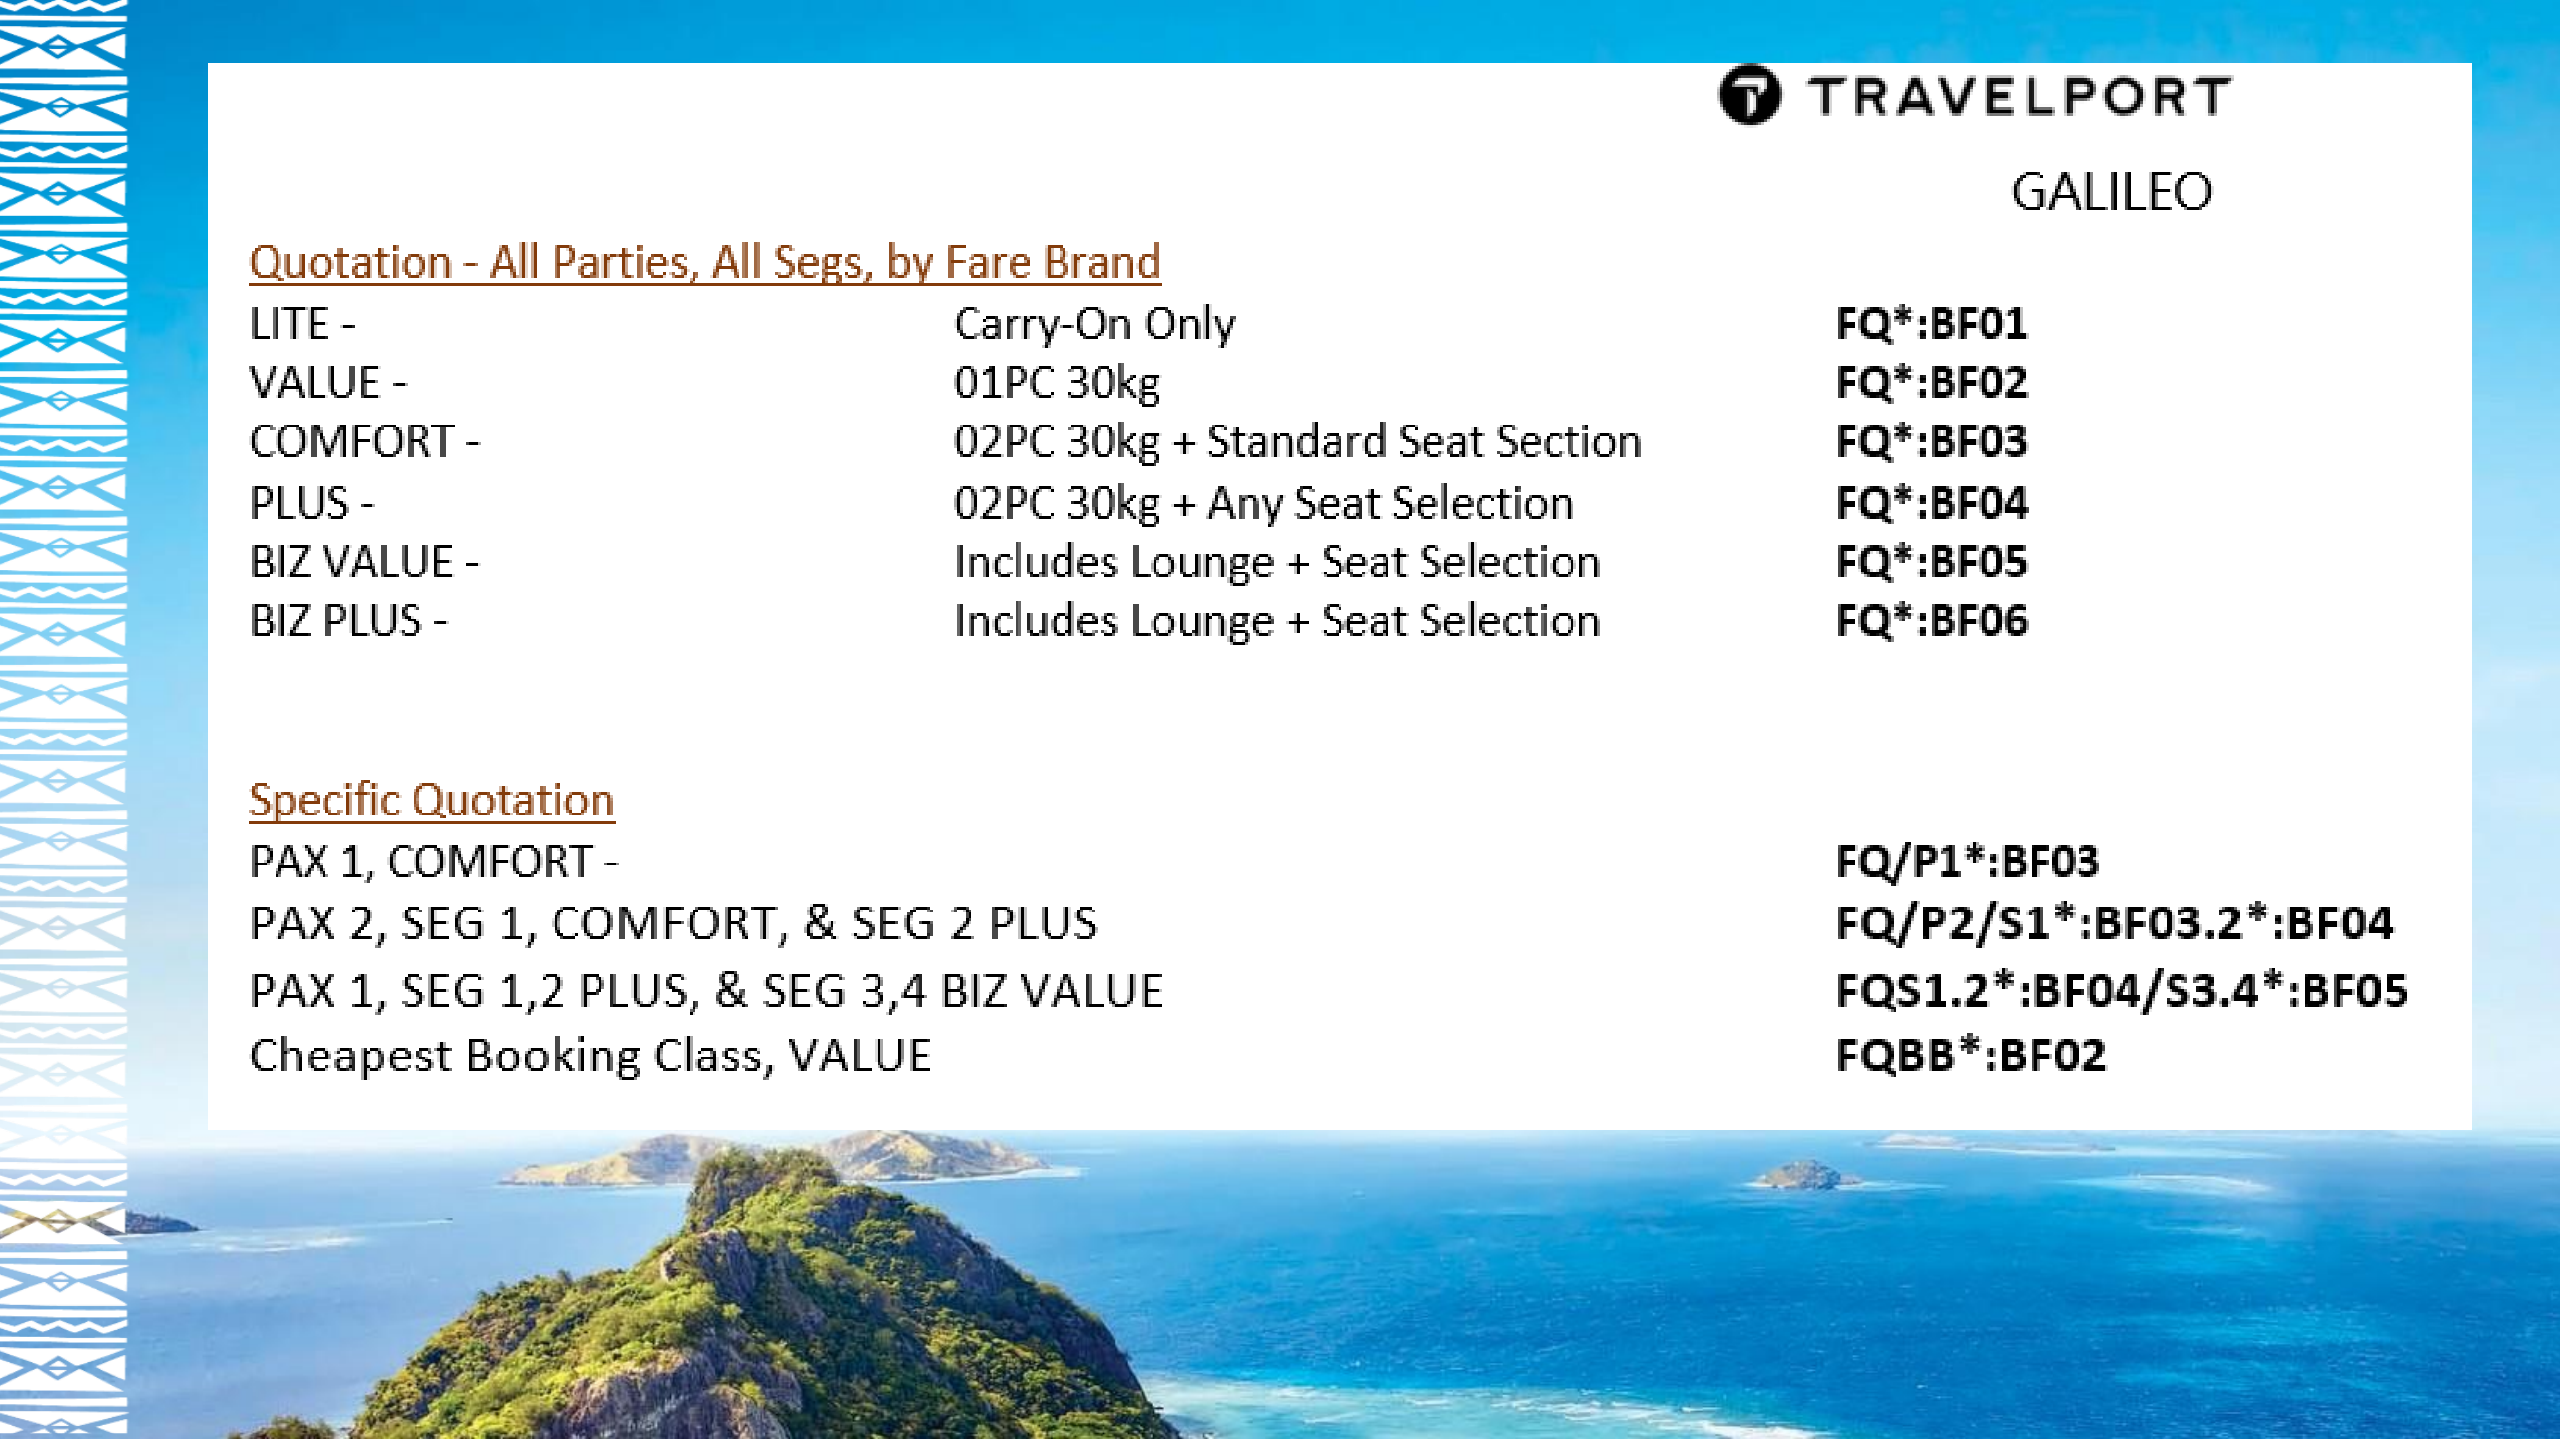 TRAVELPORT
GALILEO
Quotation - All Parties, All Segs, by Fare Brand
LITE - Carry-On Only FQ*:BF01
VALUE - 01PC 30kg FQ*:BF02
COMFORT - 02PC 30kg + Standard Seat Section FQ*:BF03
PLUS - 02PC 30kg + Any Seat Selection FQ*:BF04
BIZ VALUE - Includes Lounge + Seat Selection FQ*:BF05
BIZ PLUS - Includes Lounge + Seat Selection FQ*:BF06
Specific Quotation
PAX 1, COMFORT - FQ/P1*:BF03
PAX 2, SEG 1, COMFORT, & SEG 2 PLUS FQ/P2/S1*:BF03.2*:BF04
PAX 1, SEG 1,2 PLUS, & SEG 3,4 BIZ VALUE FQS1.2*:BF04/S3.4*:BF05
Cheapest Booking Class, VALUE FQBB*:BF02